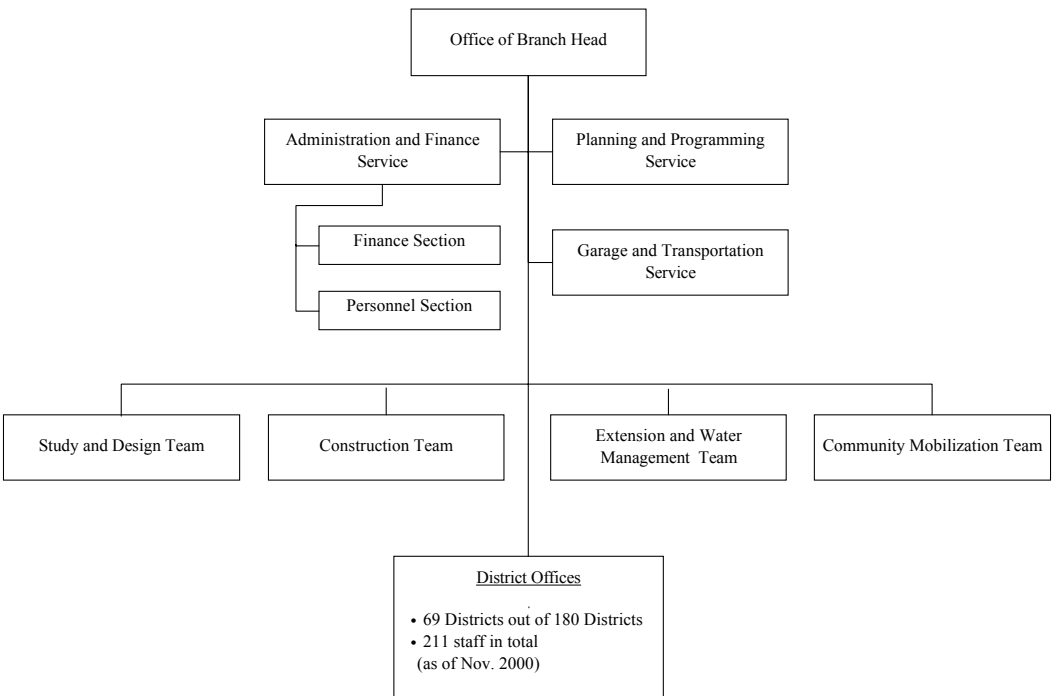 Office of Branch Head
Administration and Finance
Service
Planning and Programming
Service
Finance Section
Garage and Transportation
Service
Personnel Section
Study and Design Team
Construction Team
Extension and Water
Management Team
Community Mobilization Team
District Offices
.
• 69 Districts out of 180 Districts
• 211 staff in total
(as of Nov. 2000)